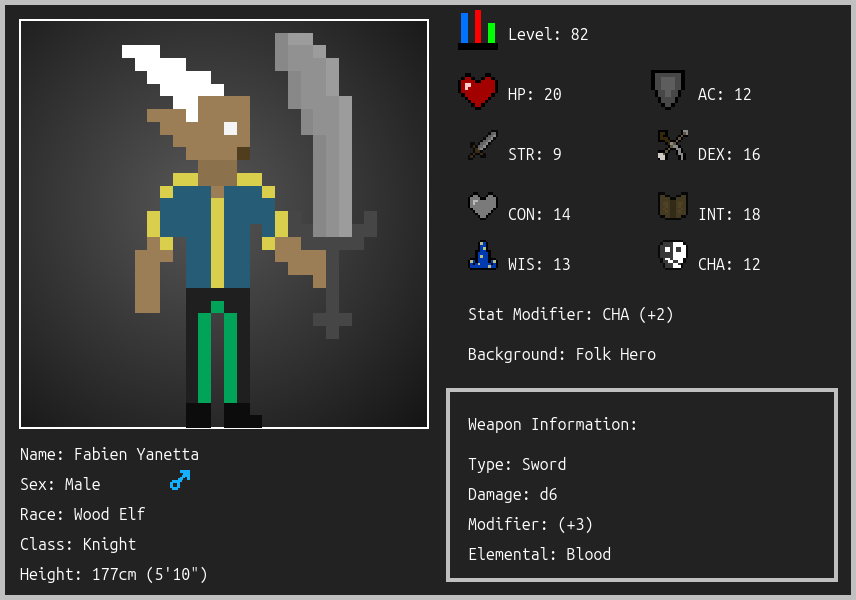 Level: 82
HP: 20
AC: 12
STR: 9
DEX: 16
CON: 14
INT: 18
WIS: 13
CHA: 12
Stat Modifier: CHA (+2)
Background: Folk Hero
Weapon Information:
Type: Sword
Damage: d6
Modifier: (+3)
Elemental: Blood
Name: Fabien Yanetta
Sex: Male
Race: Wood Elf
Class: Knight
Height: 177cm (5'10")